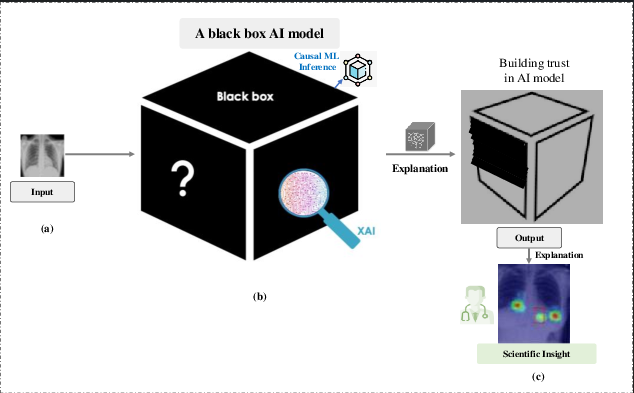 A black box AI model
Causal ML
Inference
Black box
?
XAI
Input
(a)
(b)
Explanation
Building trust
in AI model
Output
Explanation
Scientific Insight
(c)